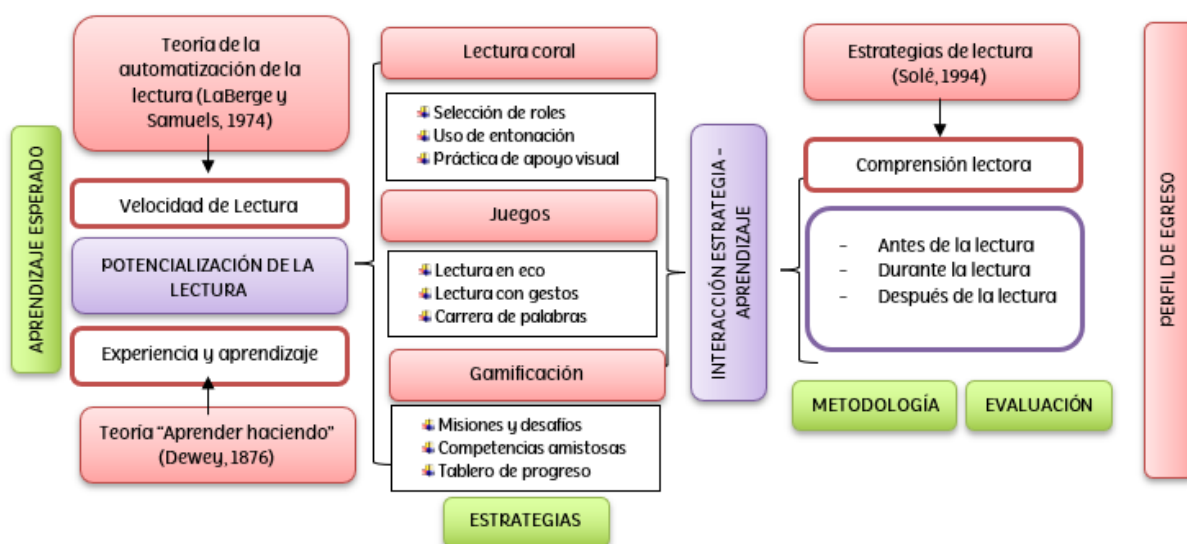 APRENDIZAJE ESPERADO
Teoría de la
automatización de la
lectura (LaBerge y
Samuels, 1974)
Velocidad de Lectura
POTENCIALIZACIÓN DE LA
LECTURA
Experiencia y aprendizaje
Teoría "Aprender haciendo"
(Dewey, 1876)
Lectura coral
Selección de roles
Uso de entonación
Práctica de apoyo visual
Juegos
Lectura en eco
Lectura con gestos
Carrera de palabras
Gamificación
Misiones y desafíos
Competencias amistosas
Tablero de progreso
ESTRATEGIAS
INTERACCIÓN ESTRATEGIA -
APRENDIZAJE
Estrategias de lectura
(Solé, 1994)
Comprensión lectora
- Antes de la lectura
- Durante la lectura
- Después de la lectura
METODOLOGÍA
EVALUACIÓN
PERFIL DE EGRESO